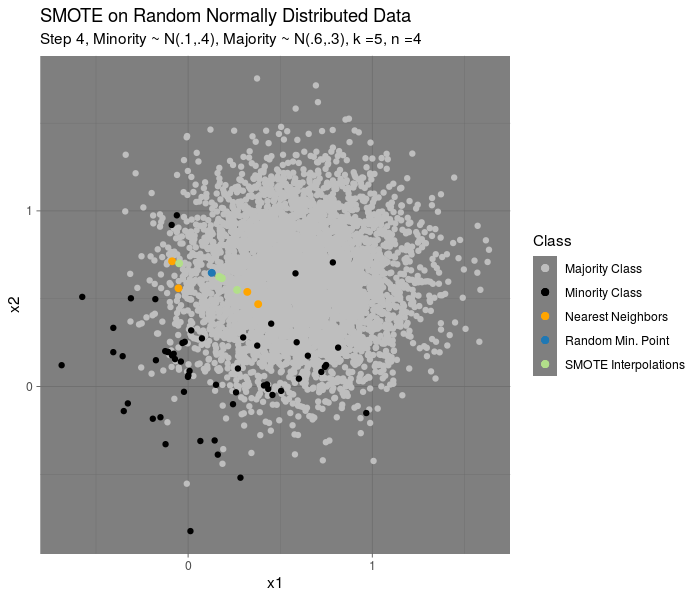 SMOTE on Random Normally Distributed Data
Step 4, Minority ~ N(.1,.4), Majority ~ N(.6,.3), k =5, n =4
x2
1
0
0
1
x1
Class
Majority Class
Minority Class
Nearest Neighbors
Random Min. Point
SMOTE Interpolations